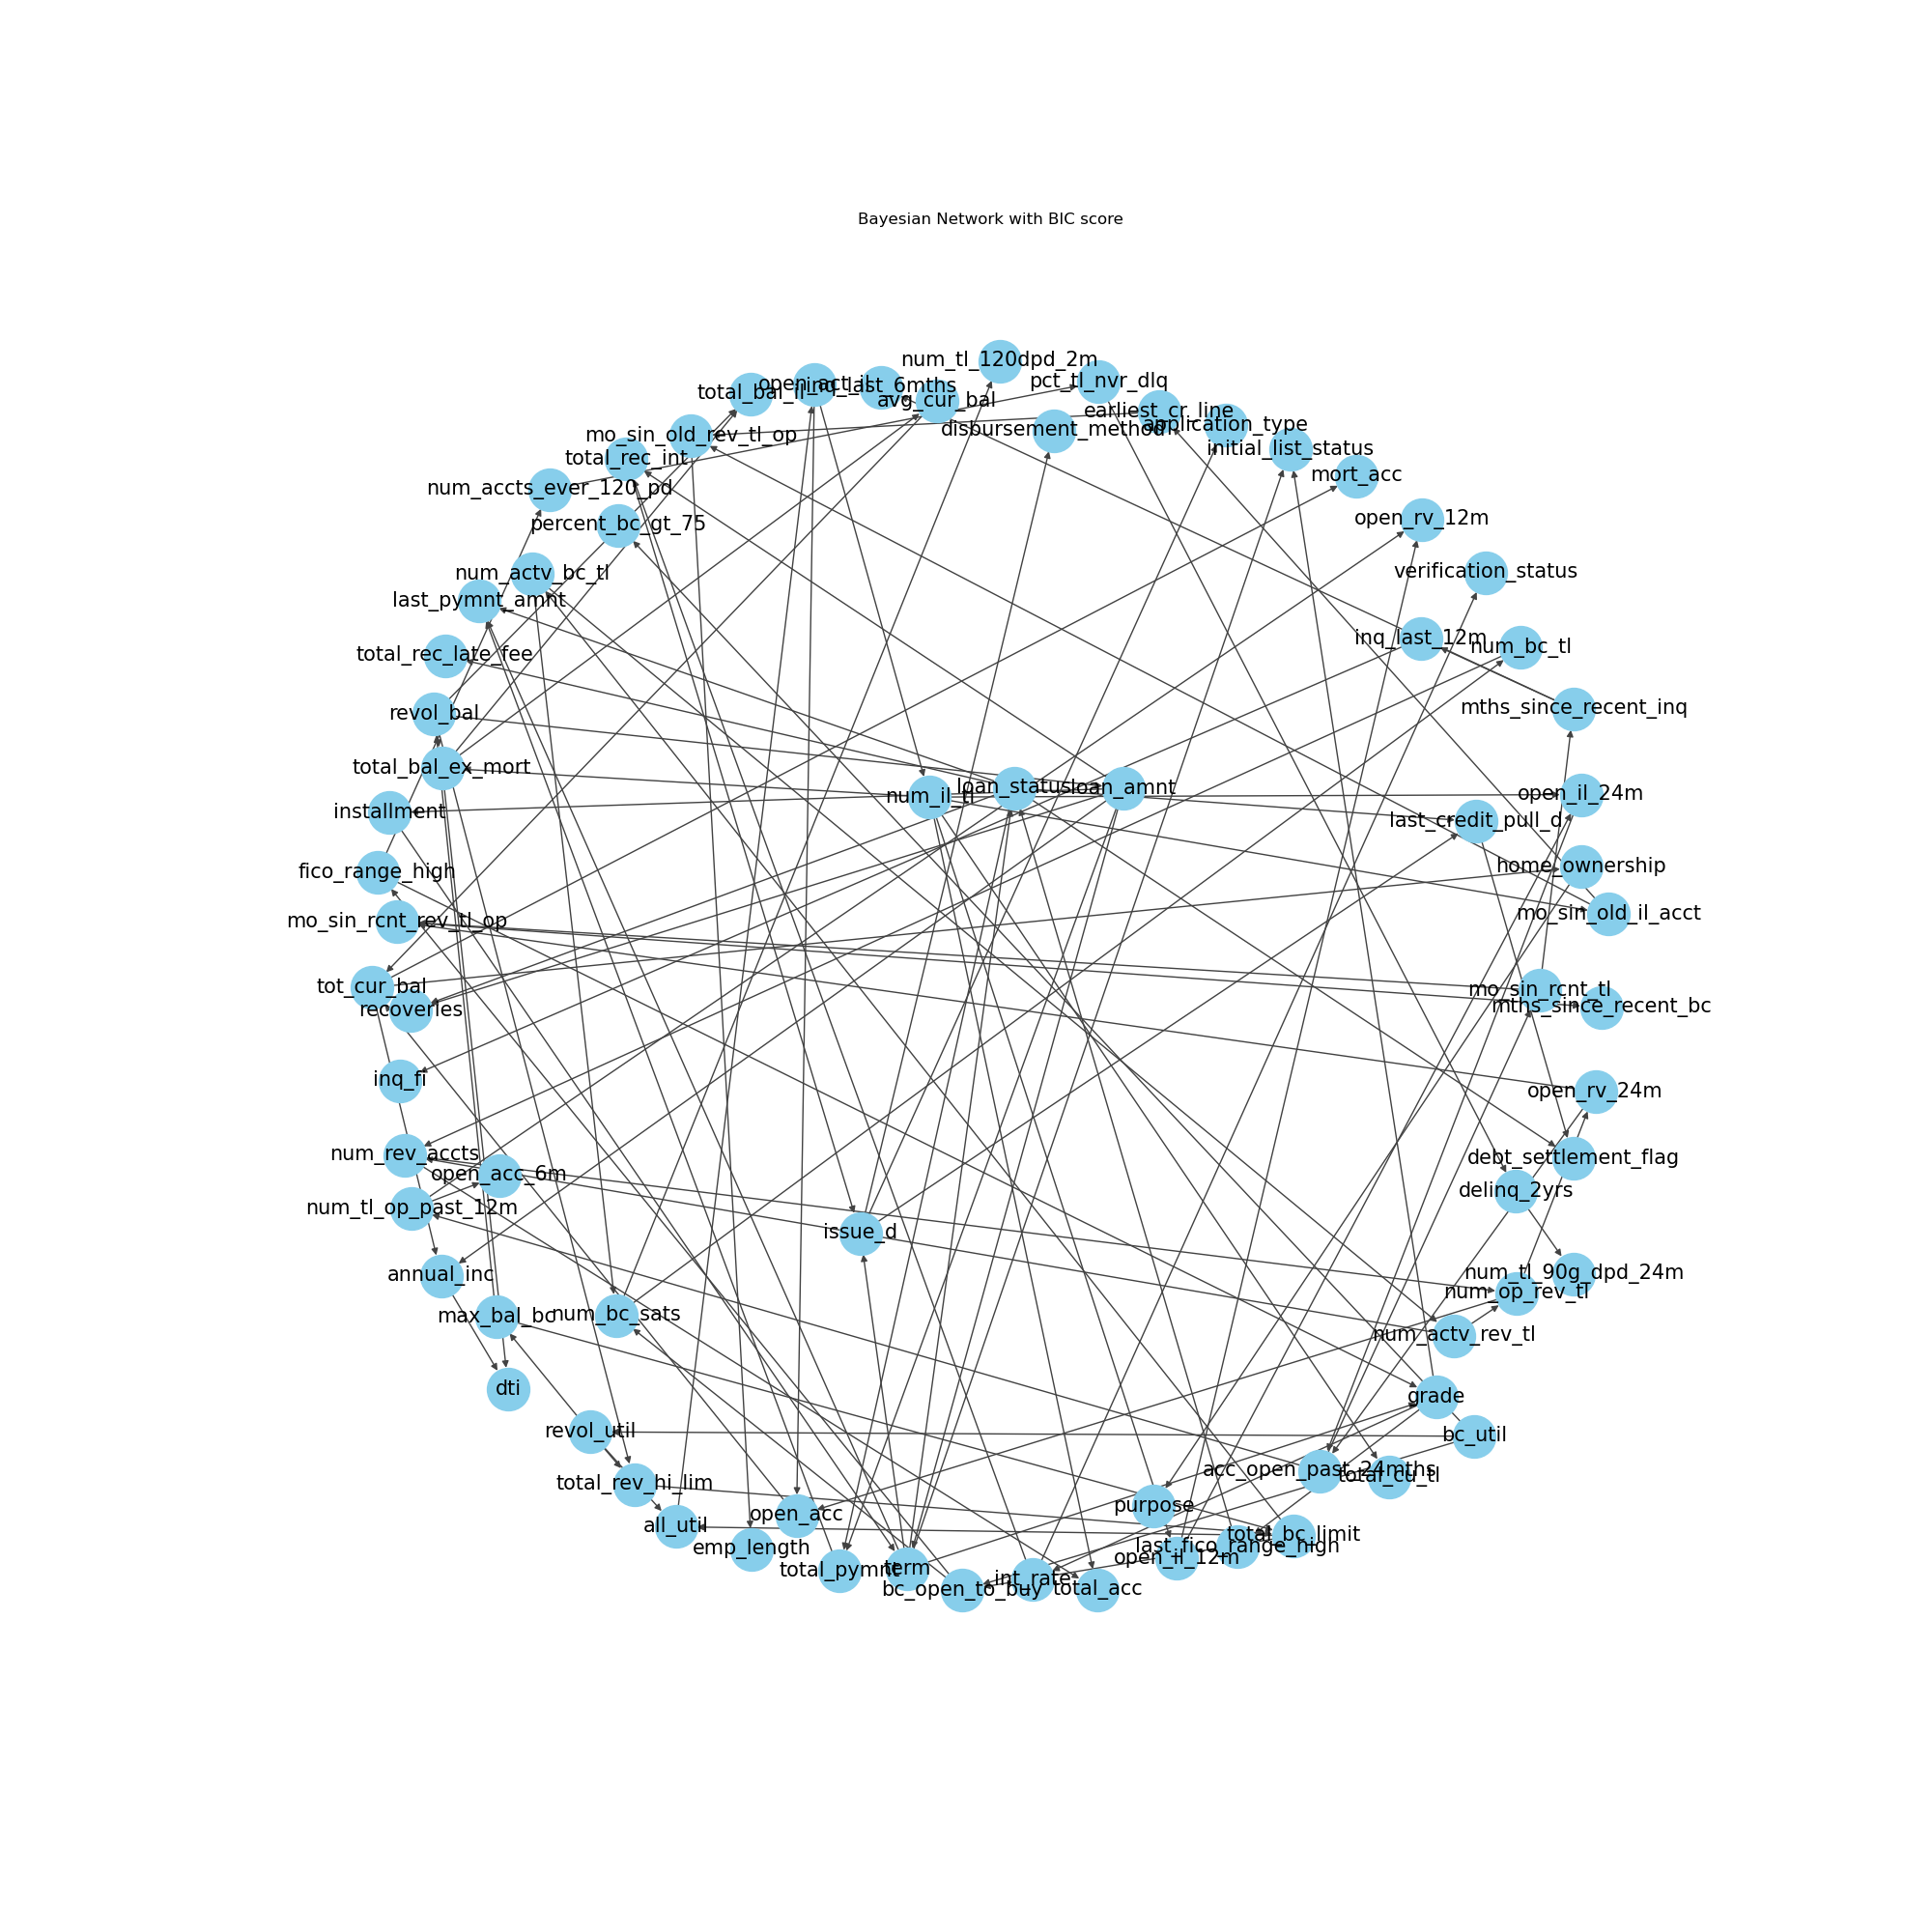 Bayesian Network with BIC score
num_tl_120dpd_2m
pct_tl_nvr_dlq
open_act_il
inq_last_6mths
total_bal_il
avg_cur_bal
earliest_cr_line
application_type
disbursement_method
mo_sin_old_rev_tl_op
initial_list_status
total_rec_int
mort_acc
num_accts_ever_120_pd
open_rv_12m
percent_bc_gt_75
num_actv_bc_tl
verification_status
last_pymnt_amnt
inq_last_12m
num_bc_tl
total_rec_late_fee
mths_since_recent_inq
revol_bal
total_bal_ex_mort
loan_status
loan_amnt
num_il_tl
open_il_24m
installment
last_credit_pull_d
home_ownership
fico_range_high
mo_sin_old_il_acct
mo_sin_rcnt_rev_tl_op
tot_cur_bal
mo_sin_rcnt_tl
mths_since_recent_bc
recoveries
inq_fi
open_rv_24m
num_rev_accts
debt_settlement_flag
open_acc_6m
delinq_2yrs
num_tl_op_past_12m
issue_d
annual_inc
num_tl_90g_dpd_24m
num_op_rev_tl
max_bal_bc
num_bc_sats
num_actv_rev_tl
dti
grade
revol_util
bc_util
acc_open_past_24mths
total_cu_tl
total_rev_hi_lim
purpose
open_acc
all_util
total_bc_limit
emp_length
last_fico_range_high
open_il_12m
total_pymnt
term
int_rate
bc_open_to_buy
total_acc